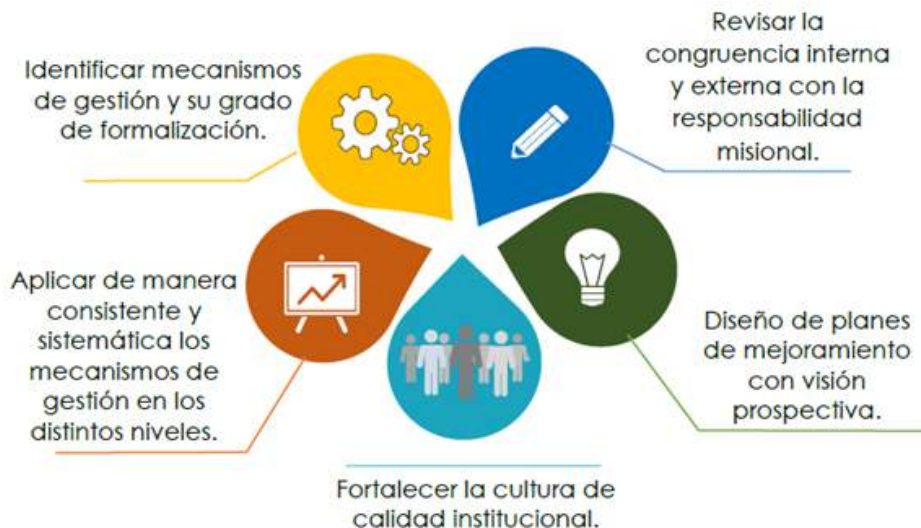 Identificar mecanismos
de gestión y su grado
de formalización.
Revisar la
congruencia interna
y externa con la
responsabilidad
misional.
Aplicar de manera
consistente y
sistemática los
mecanismos de
gestión en los
distintos niveles.
Diseño de planes
de mejoramiento
con visión
prospectiva.
Fortalecer la cultura de
calidad institucional.